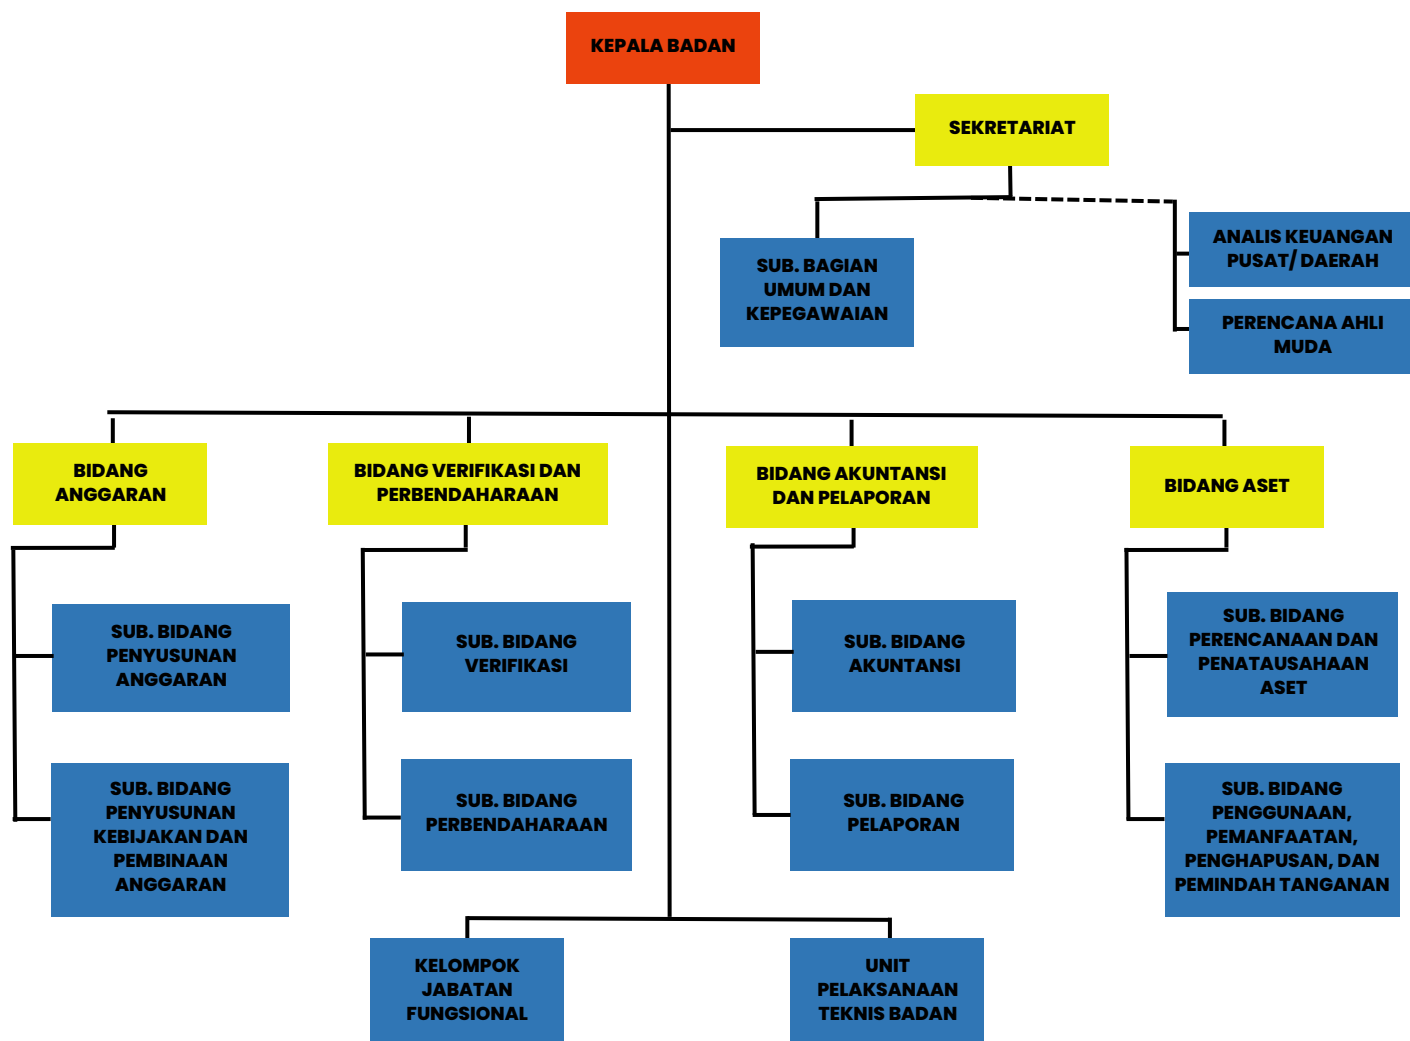 KEPALA BADAN
SEKRETARIAT
SUB. BAGIAN
UMUM DAN
KEPEGAWAIAN
ANALIS KEUANGAN
PUSAT/ DAERAH
PERENCANA AHLI
MUDA
BIDANG
ANGGARAN
BIDANG VERIFIKASI DAN
PERBENDAHARAAN
BIDANG AKUNTANSI
DAN PELAPORAN
BIDANG ASET
SUB. BIDANG
PENYUSUNAN
ANGGARAN
SUB. BIDANG
VERIFIKASI
SUB. BIDANG
AKUNTANSI
SUB. BIDANG
PERENCANAAN DAN
PENATAUSAHAAN
ASET
SUB. BIDANG
PENYUSUNAN
KEBIJAKAN DAN
PEMBINAAN
ANGGARAN
SUB. BIDANG
PERBENDAHARAAN
SUB. BIDANG
PELAPORAN
SUB. BIDANG
PENGGUNAAN,
PEMANFAATAN,
PENGHAPUSAN, DAN
PEMINDAH TANGANAN
KELOMPOK
JABATAN
FUNGSIONAL
UNIT
PELAKSANAAN
TEKNIS BADAN